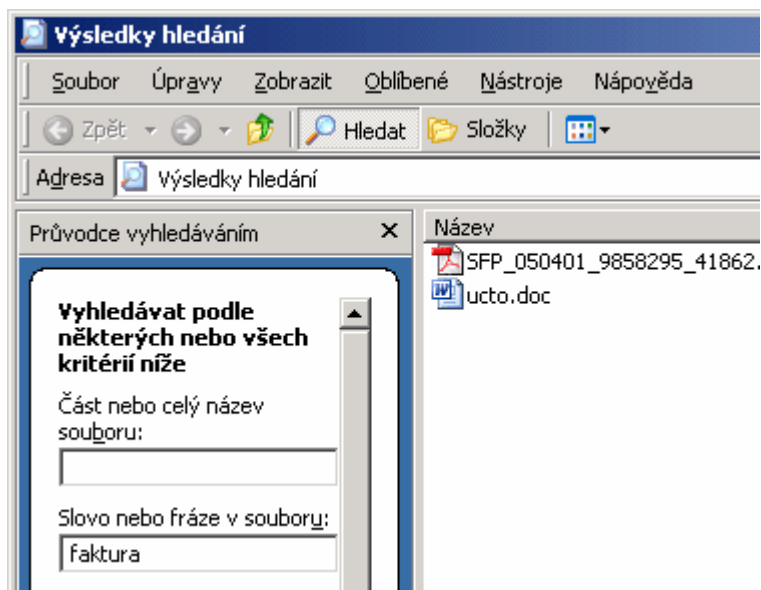 Výsledky hledání
Soubor Úpravy Zobrazit Oblíbené Nástroje Nápověda
Zpět Hledat Složky
Adresa Výsledky hledání
Průvodce vyhledáváním
Název
SFP_050401_9858295_41862.
ucto.doc
Vyhledávat podle
některých nebo všech
kritérií níže
Část nebo celý název
souboru:
Slovo nebo fráze v souboru:
faktura